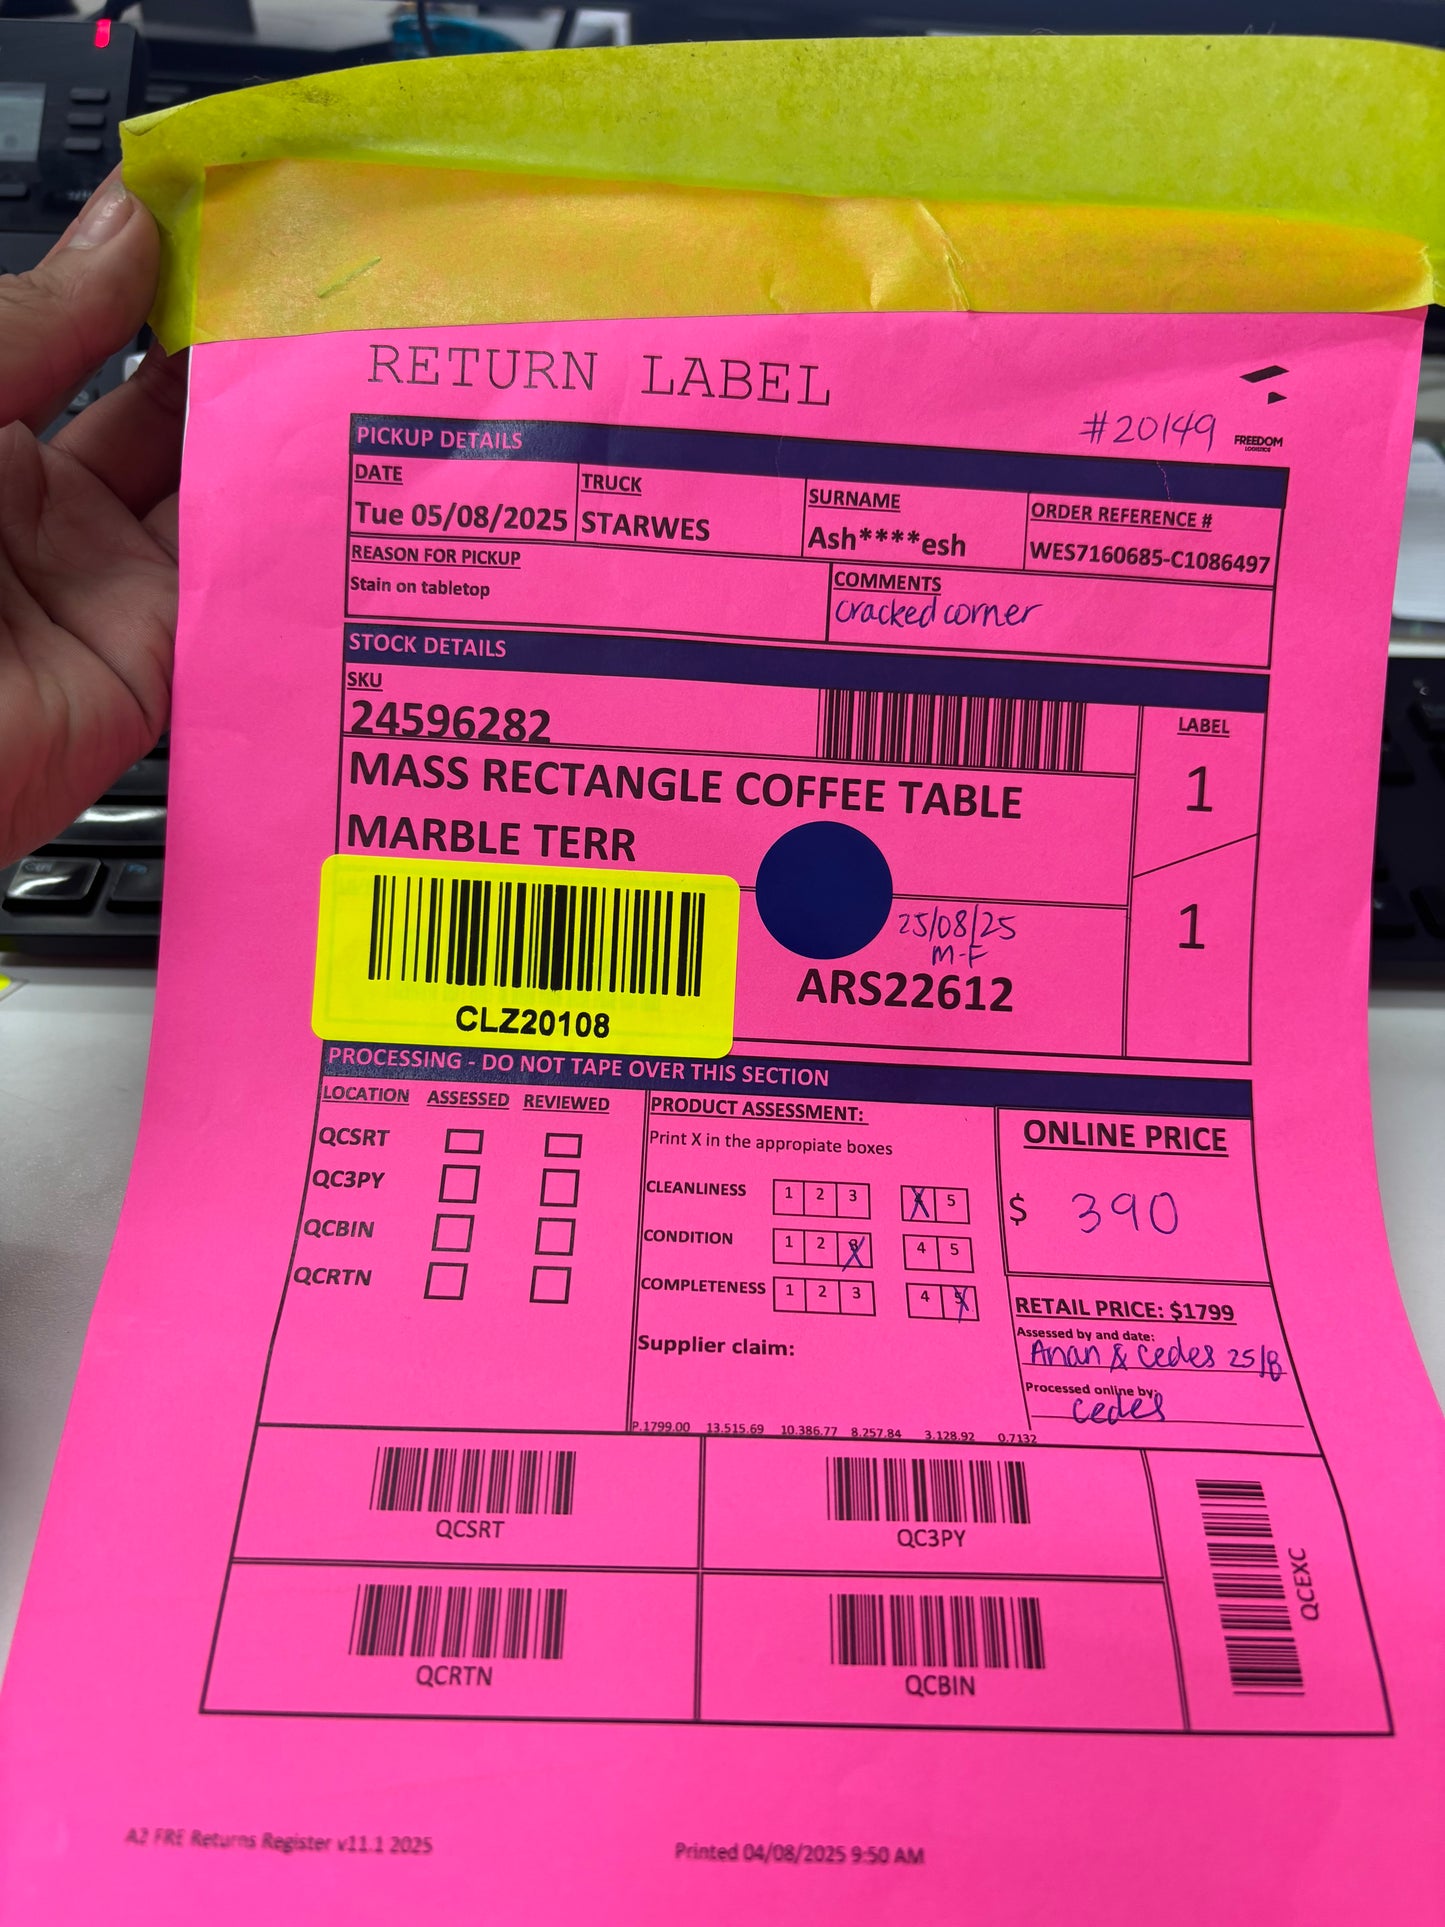 RETURN LABEL
#20149
FREEDOM
LOGISTICS
PICKUP DETAILS
DATE
Tue 05/08/2025
TRUCK
STARWES
SURNAME
Ash****esh
ORDER REFERENCE #
WES7160685-C1086497
REASON FOR PICKUP
Stain on tabletop
COMMENTS
cracked corner
STOCK DETAILS
SKU
24596282
MASS RECTANGLE COFFEE TABLE
MARBLE TERR
LABEL
1
1
CLZ20108
25/08/25
M-F
ARS22612
PROCESSING - DO NOT TAPE OVER THIS SECTION
LOCATION ASSESSED REVIEWED
QCSRT
QC3PY
QCBIN
QCRTN
PRODUCT ASSESSMENT:
Print X in the appropiate boxes
CLEANLINESS 1 2 3 4 5
CONDITION 1 2 3 4 5
COMPLETENESS 1 2 3 4 5
Supplier claim:
P.1799.00 13.515.69 10.386.77 8.257.84 3.128.92 0.7132
ONLINE PRICE
$ 390
RETAIL PRICE: $1799
Assessed by and date:
Anan & Cedes 25/8
Processed online by:
Cedes
QCSRT
QC3PY
QCRTN
QCBIN
QCEXC
A2 FRE Returns Register v11.1 2025
Printed 04/08/2025 9:50 AM